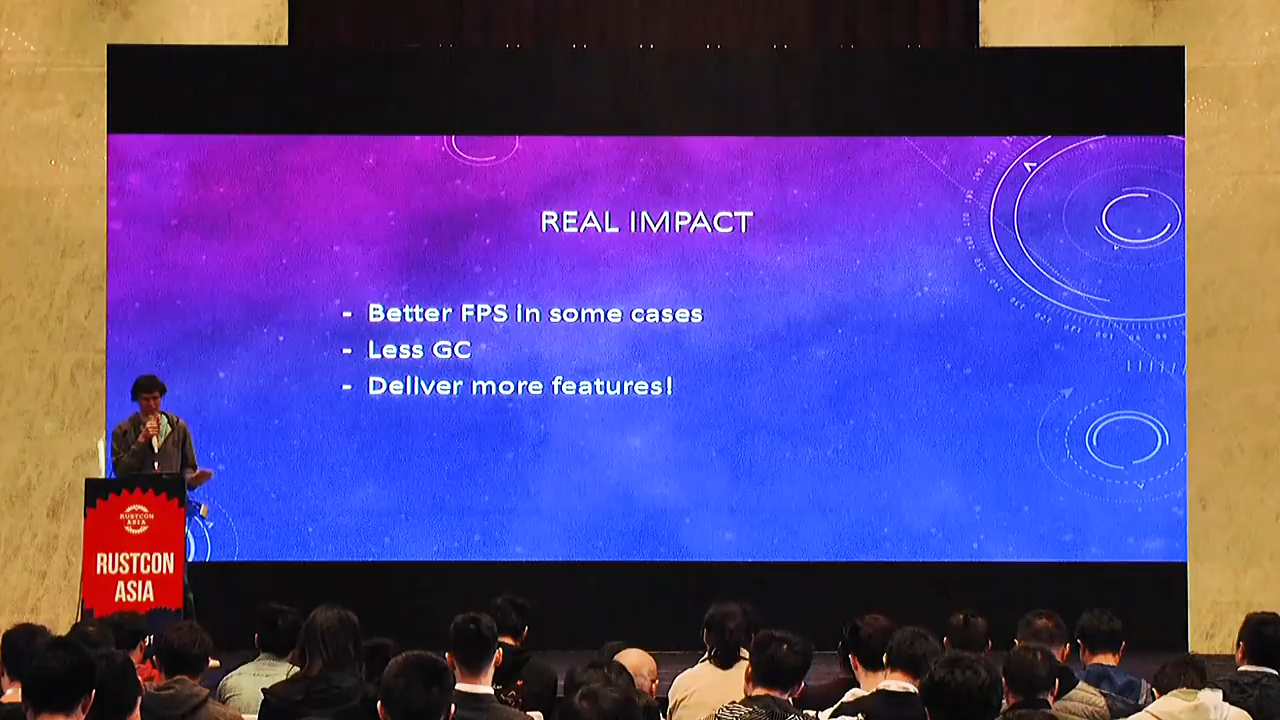 REAL IMPACT
- Better FPS in some cases
- Less GC
- Deliver more features!
RUSTCON
ASIA
RUSTCON
ASIA